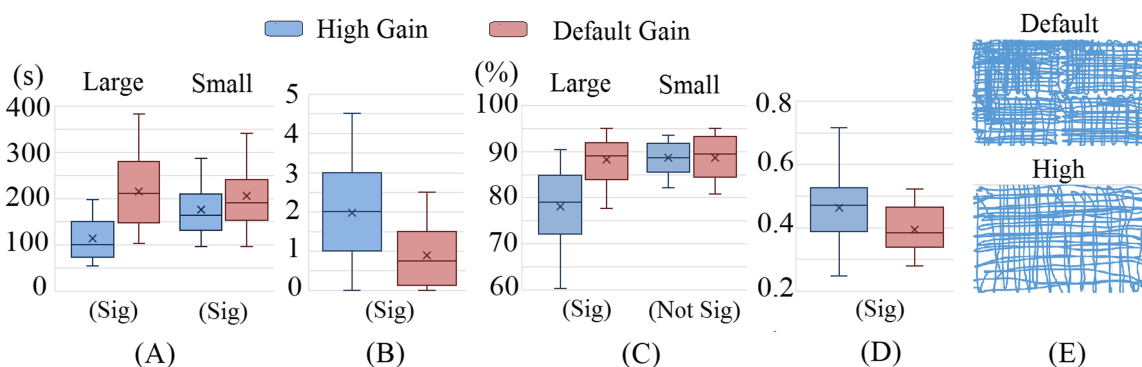 High Gain Default Gain
(s) Large Small
400
300
200
100
0
(Sig) (Sig)
(A)
5
4
3
2
1
0
(Sig)
(B)
(%) Large Small
100
90
80
70
60
(Sig) (Not Sig)
(C)
0.8
0.6
0.4
0.2
(Sig)
(D)
Default
High
(E)